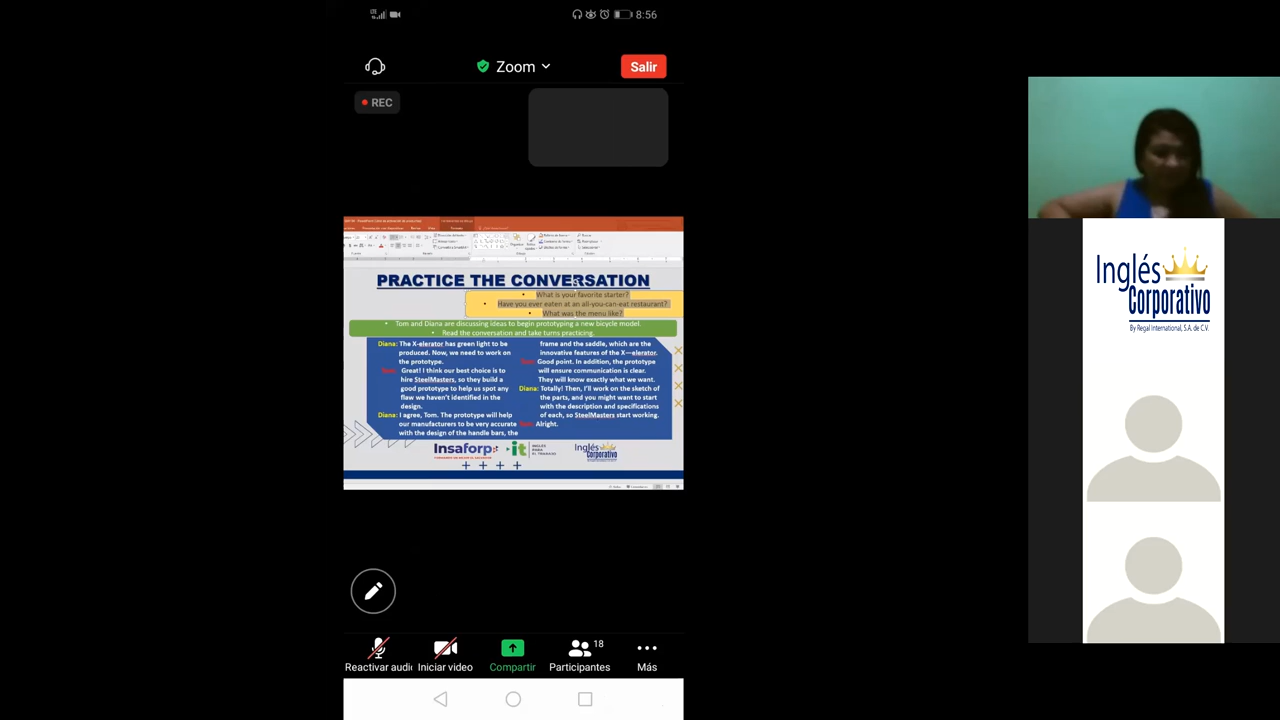 LTE
8:56
Zoom
Salir
REC
PRACTICE THE CONVERSATION
• What is your favorite starter?
• Have you ever eaten at an all-you-can-eat restaurant?
• What was the menu like?
• Tom and Diana are discussing ideas to begin prototyping a new bicycle model.
• Read the conversation and take turns practicing.
Diana: The X-elerator has green light to be
produced. Now, we need to work on
the prototype.
Great! I think our best choice is to
hire SteelMasters, so they build a
good prototype to help us spot any
flaw we haven't identified in the
design.
Diana: I agree, Tom. The prototype will help
our manufacturers to be very accurate
with the design of the handle bars, the
frame and the saddle, which are the
innovative features of the X—elerator.
Good point. In addition, the prototype
will ensure communication is clear.
They will know exactly what we want.
Diana: Totally! Then, I'll work on the sketch of
the parts, and you might want to start
with the description and specifications
of each, so SteelMasters start working.
Alright.
Insaforp
it
INGLÉS
PARA
EL TRABAJO
Inglés
Corporativo
Reactivar audi
Iniciar video
Compartir
18
Participantes
Más
Inglés
Corporativo
By Regal International, S.A. de C.V.